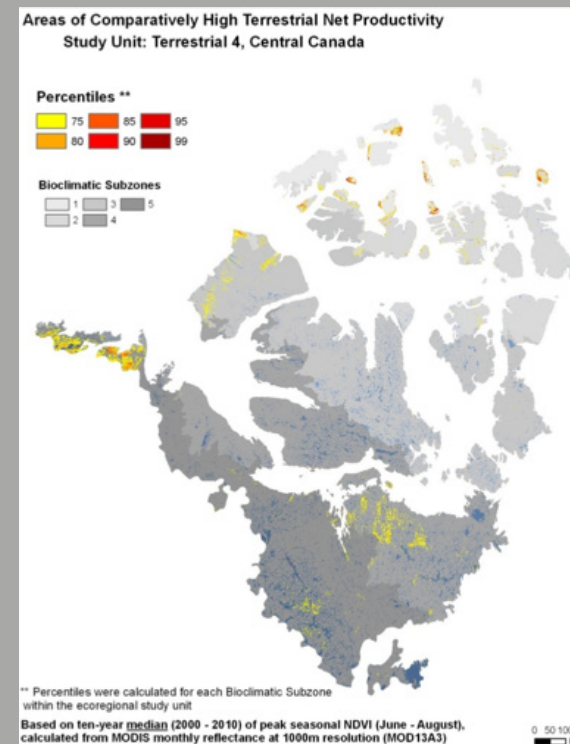 Areas of Comparatively High Terrestrial Net Productivity
Study Unit: Terrestrial 4, Central Canada
Percentiles **
75 85 95
80 90 99
Bioclimatic Subzones
1 3 5
2 4
** Percentiles were calculated for each Bioclimatic Subzone
within the ecoregional study unit
Based on ten-year median (2000 - 2010) of peak seasonal NDVI (June - August),
calculated from MODIS monthly reflectance at 1000m resolution (MOD13A3)
0 50 100